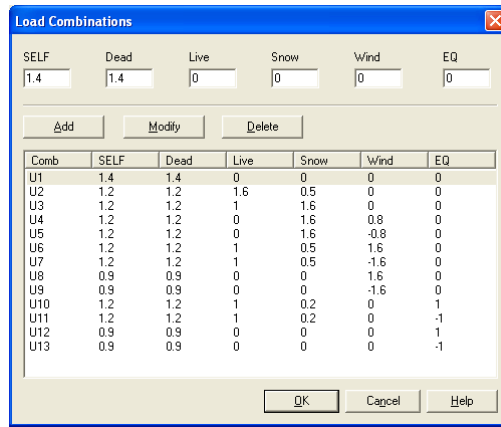 Load Combinations
SELF Dead Live Snow Wind EQ
1.4 1.4 0 0 0 0
Add Modify Delete
Comb SELF Dead Live Snow Wind EQ
U1 1.4 1.4 0 0 0 0
U2 1.2 1.2 1.6 0.5 0 0
U3 1.2 1.2 1 1.6 0 0
U4 1.2 1.2 0 1.6 0.8 0
U5 1.2 1.2 0 1.6 -0.8 0
U6 1.2 1.2 1 0.5 1.6 0
U7 1.2 1.2 1 0.5 -1.6 0
U8 0.9 0.9 0 0 1.6 0
U9 0.9 0.9 0 0 -1.6 0
U10 1.2 1.2 1 0.2 0 1
U11 1.2 1.2 1 0.2 0 -1
U12 0.9 0.9 0 0 0 1
U13 0.9 0.9 0 0 0 -1
OK Cancel Help